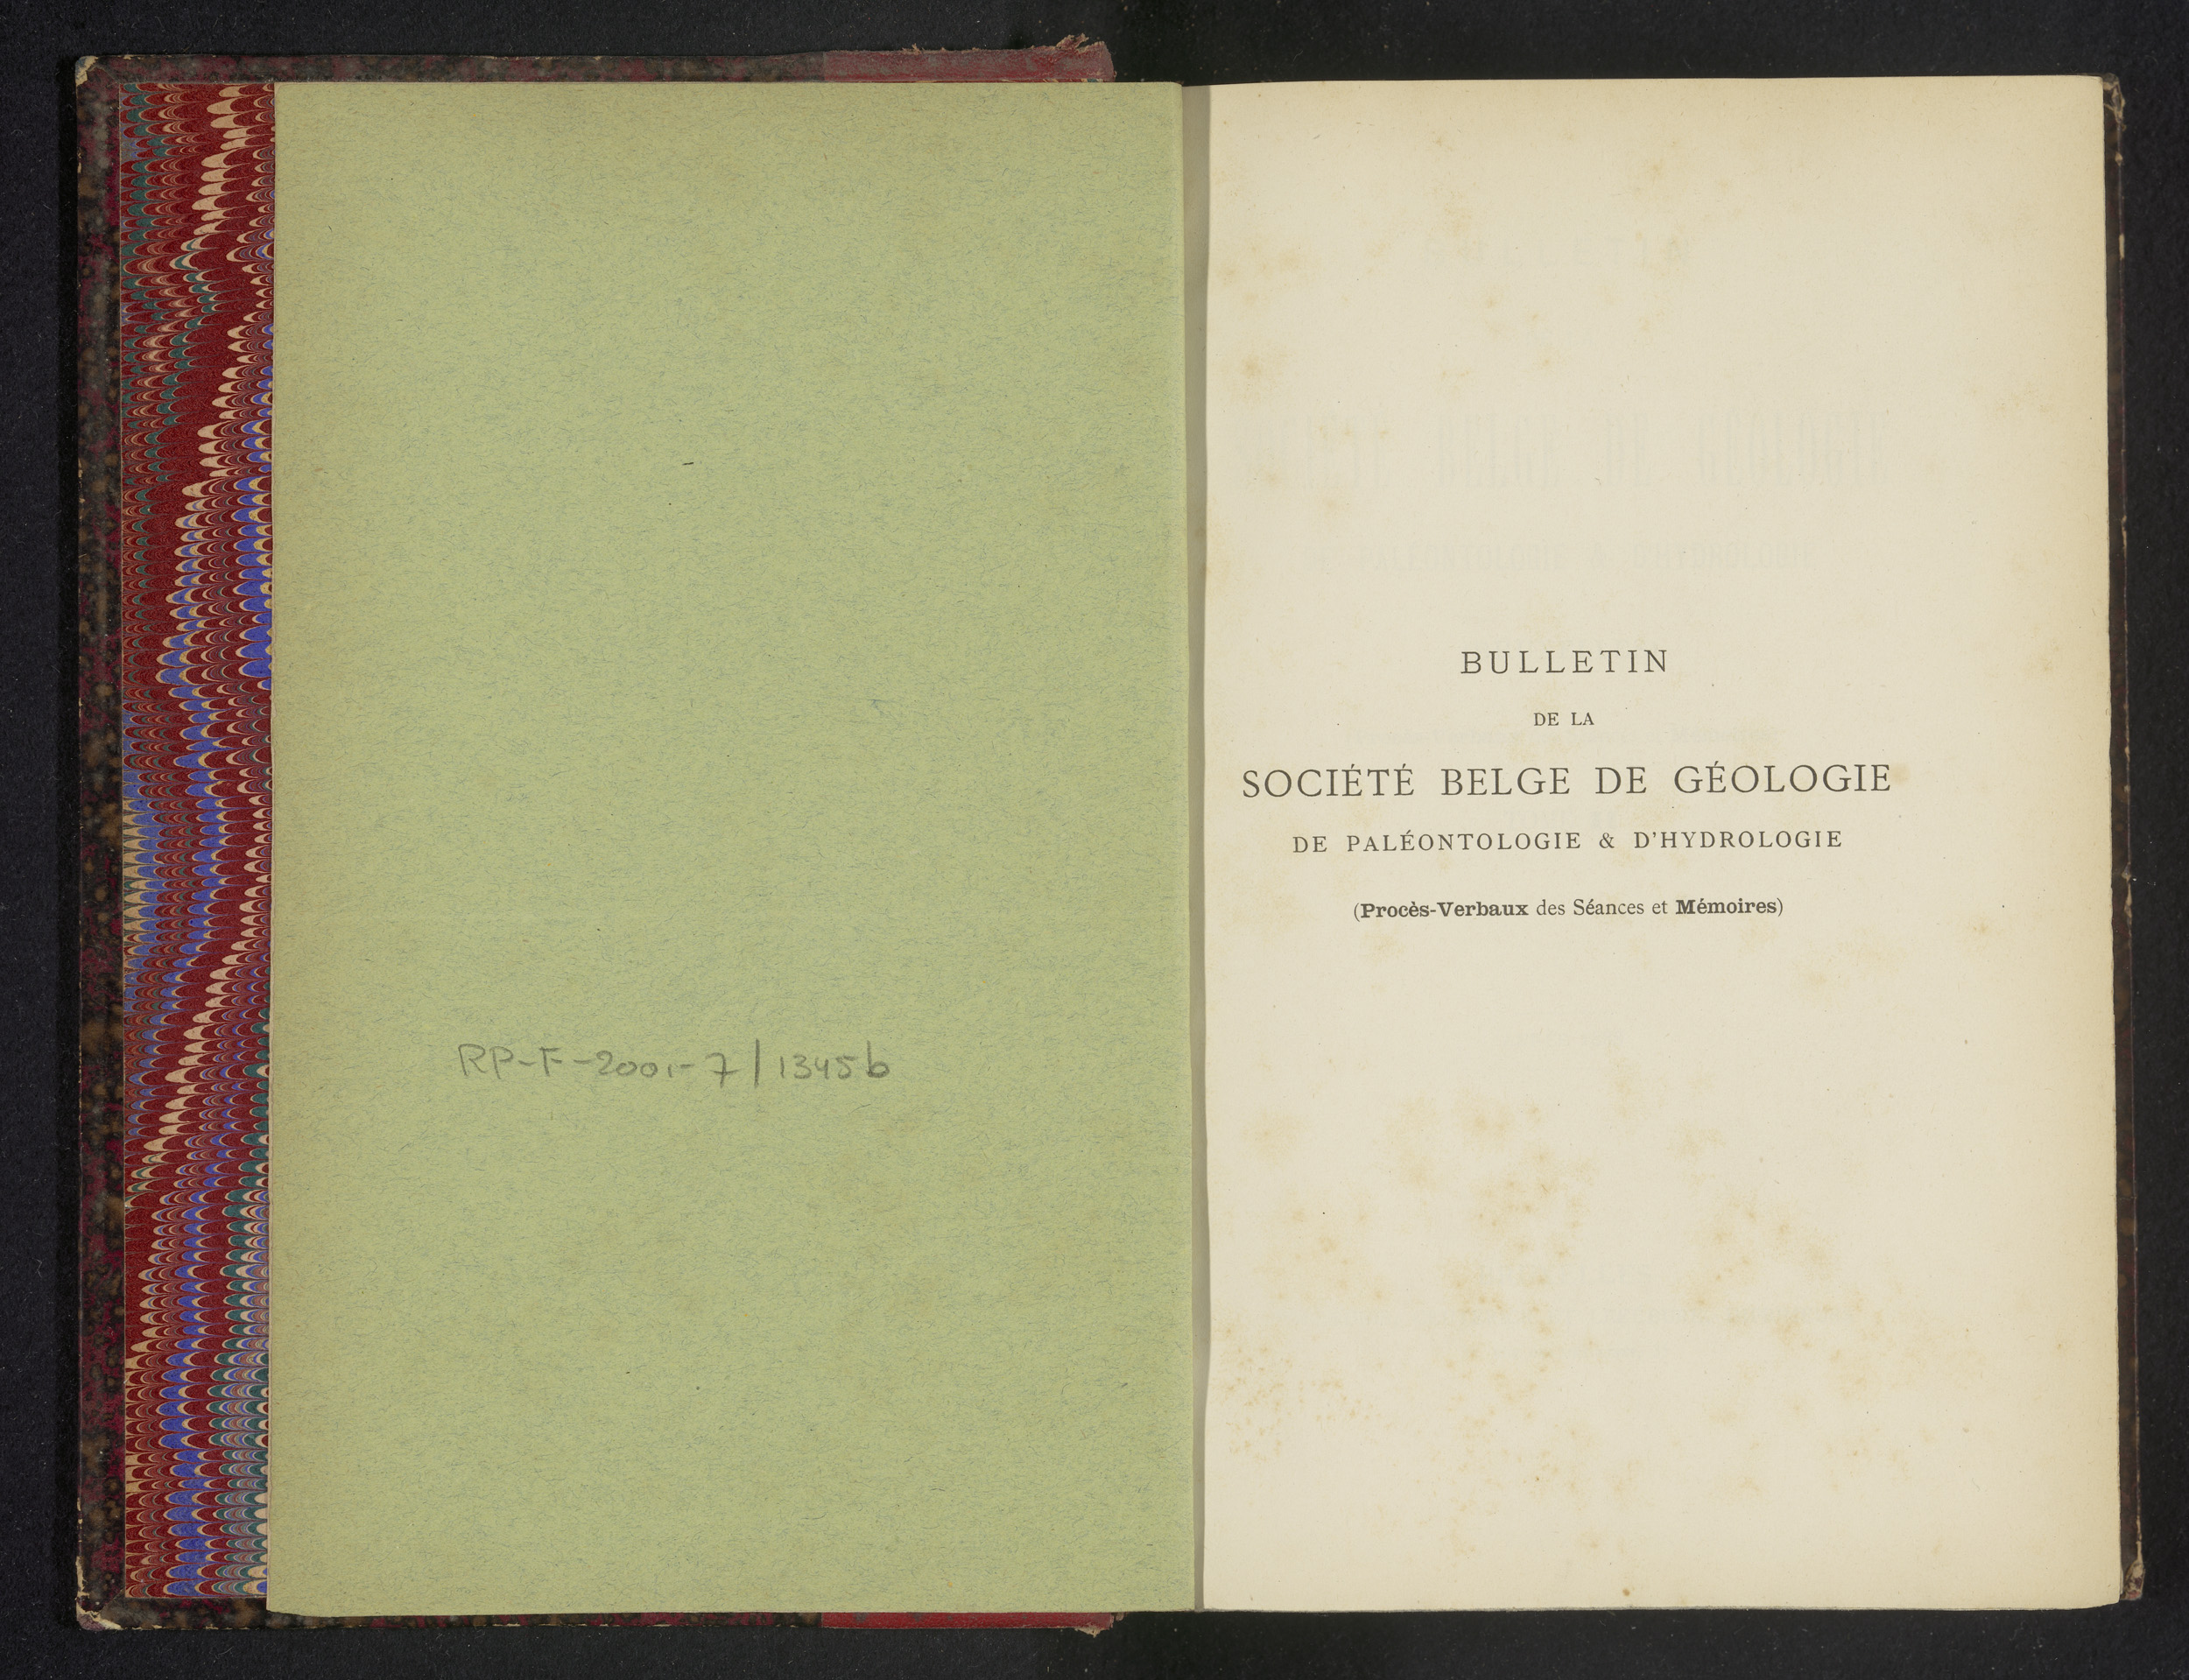 RP-F-2001-7/1345b
BULLETIN
DE LA
SOCIÉTÉ BELGE DE GÉOLOGIE
DE PALÉONTOLOGIE & D'HYDROLOGIE
(Procès-Verbaux des Séances et Mémoires)